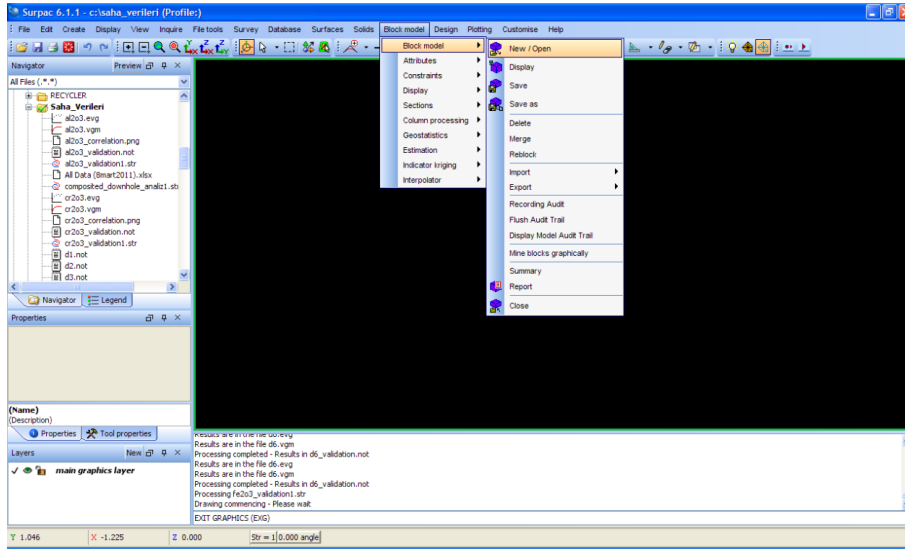 Surpac 6.1.1 - c:\saha_verileri (Profile:)
File Edit Create Display View Inquire File tools Survey Database Surfaces Solids Block model Design Plotting Customise Help
Navigator Preview
All Files (.*.*)
RECYCLER
Saha_Verileri
al2o3.evg
al2o3.vgm
al2o3_correlation.png
al2o3_validation.not
al2o3_validation1.str
All Data (8mart2011).xlsx
composited_downhole_analiz1.str
cr2o3.evg
cr2o3.vgm
cr2o3_correlation.png
cr2o3_validation.not
cr2o3_validation1.str
d1.not
d2.not
d3.not
Navigator Legend
Block model
Attributes
Constraints
Display
Sections
Column processing
Geostatistics
Estimation
Indicator kriging
Interpolator
New / Open
Display
Save
Save as
Delete
Merge
Reblock
Import
Export
Recording Audit
Flush Audit Trail
Display Model Audit Trail
Mine blocks graphically
Summary
Report
Close
Properties
(Name)
(Description)
Properties Tool properties
Layers New
main graphics layer
Results are in the file d6.vgm
Processing completed - Results in d6_validation.not
Results are in the file d6.evg
Results are in the file d6.vgm
Processing completed - Results in d6_validation.not
Processing fe2o3_validation1.str
Drawing commencing - Please wait
EXIT GRAPHICS (EXG)
Y 1.046 X -1.225 Z 0.000 Str = 1 0.000 angle